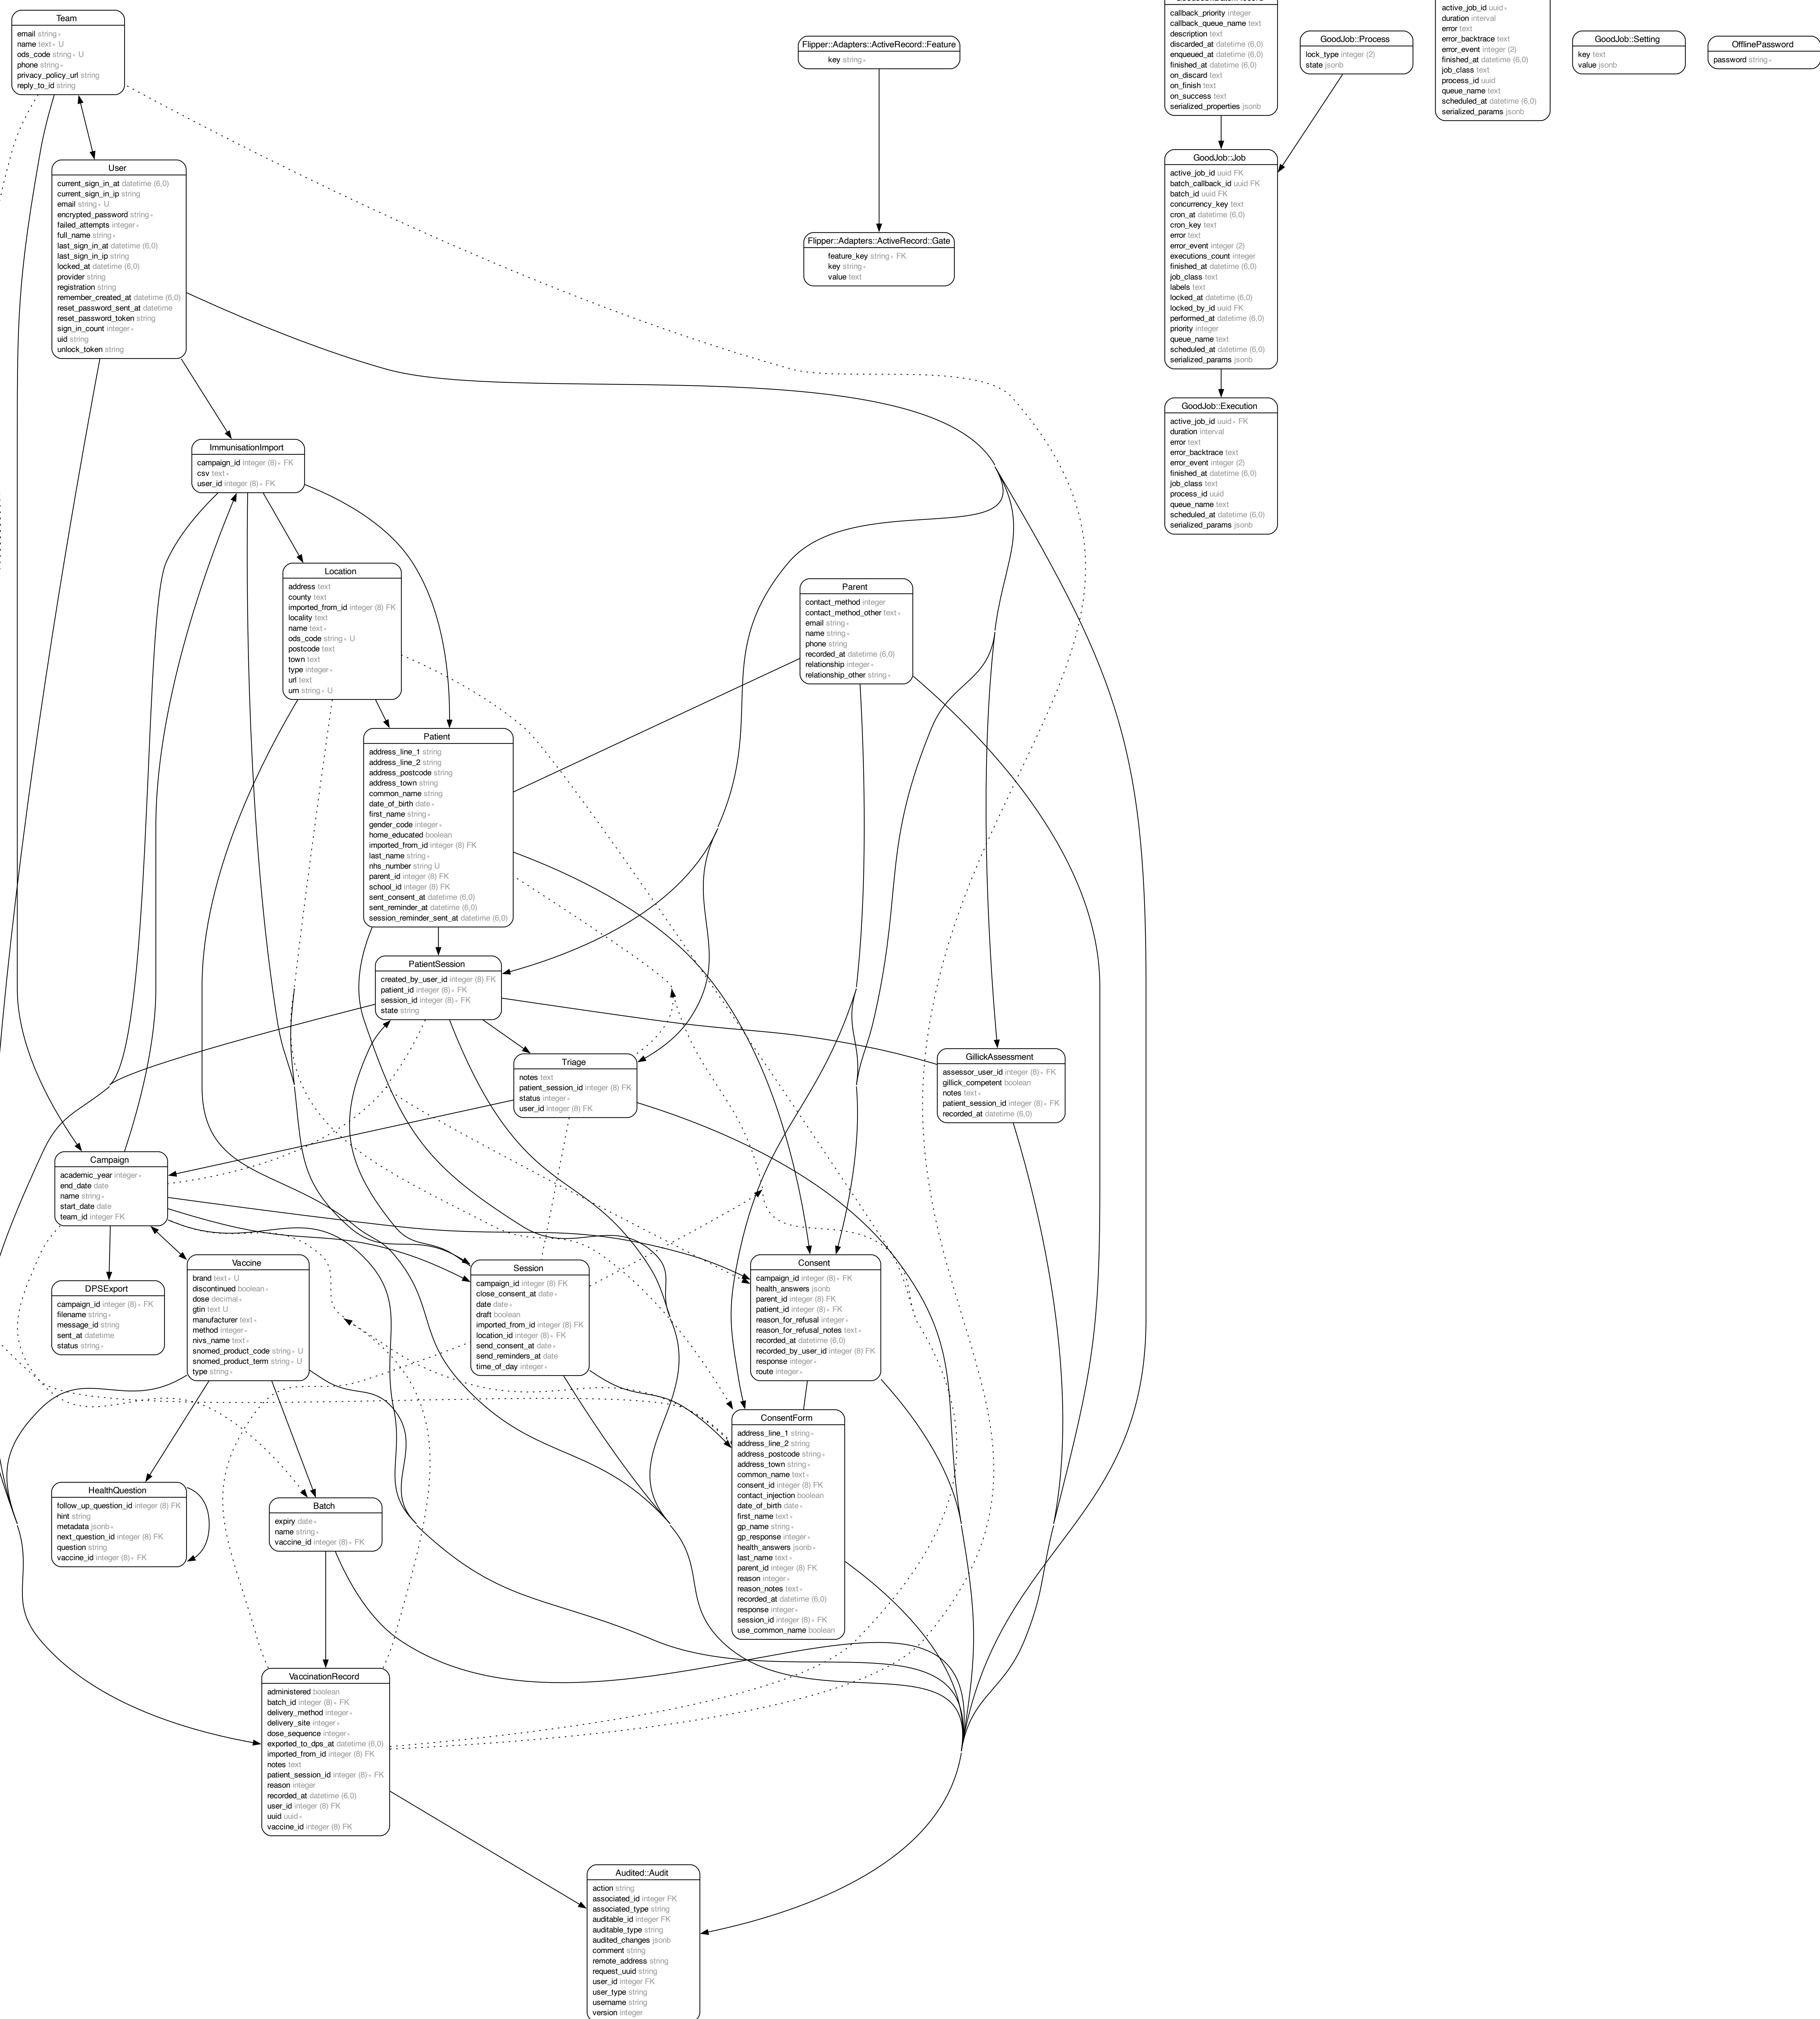 Team
email string∗
name text∗ U
ods_code string∗ U
phone string∗
privacy_policy_url string
reply_to_id string
User
current_sign_in_at datetime (6,0)
current_sign_in_ip string
email string∗ U
encrypted_password string∗
failed_attempts integer∗
full_name string∗
last_sign_in_at datetime (6,0)
last_sign_in_ip string
locked_at datetime (6,0)
provider string
registration string
remember_created_at datetime (6,0)
reset_password_sent_at datetime
reset_password_token string
sign_in_count integer∗
uid string
unlock_token string
Flipper::Adapters::ActiveRecord::Feature
key string∗
Flipper::Adapters::ActiveRecord::Gate
feature_key string∗ FK
key string∗
value text
callback_priority integer
callback_queue_name text
description text
discarded_at datetime (6,0)
enqueued_at datetime (6,0)
finished_at datetime (6,0)
on_discard text
on_finish text
on_success text
serialized_properties jsonb
GoodJob::Process
lock_type integer (2)
state jsonb
active_job_id uuid∗
duration interval
error text
error_backtrace text
error_event integer (2)
finished_at datetime (6,0)
job_class text
process_id uuid
queue_name text
scheduled_at datetime (6,0)
serialized_params jsonb
GoodJob::Setting
key text
value jsonb
OfflinePassword
password string∗
GoodJob::Job
active_job_id uuid FK
batch_callback_id uuid FK
batch_id uuid FK
concurrency_key text
cron_at datetime (6,0)
cron_key text
error text
error_event integer (2)
executions_count integer
finished_at datetime (6,0)
job_class text
labels text
locked_at datetime (6,0)
locked_by_id uuid FK
performed_at datetime (6,0)
priority integer
queue_name text
scheduled_at datetime (6,0)
serialized_params jsonb
GoodJob::Execution
active_job_id uuid∗ FK
duration interval
error text
error_backtrace text
error_event integer (2)
finished_at datetime (6,0)
job_class text
process_id uuid
queue_name text
scheduled_at datetime (6,0)
serialized_params jsonb
ImmunisationImport
campaign_id integer (8)∗ FK
csv text∗
user_id integer (8)∗ FK
Location
address text
county text
imported_from_id integer (8) FK
locality text
name text∗
ods_code string∗ U
postcode text
town text
type integer∗
url text
urn string∗ U
Parent
contact_method integer
contact_method_other text∗
email string∗
name string∗
phone string
recorded_at datetime (6,0)
relationship integer∗
relationship_other string∗
Patient
address_line_1 string
address_line_2 string
address_postcode string
address_town string
common_name string
date_of_birth date∗
first_name string∗
gender_code integer∗
home_educated boolean
imported_from_id integer (8) FK
last_name string∗
nhs_number string U
parent_id integer (8) FK
school_id integer (8) FK
sent_consent_at datetime (6,0)
sent_reminder_at datetime (6,0)
session_reminder_sent_at datetime (6,0)
PatientSession
created_by_user_id integer (8) FK
patient_id integer (8)∗ FK
session_id integer (8)∗ FK
state string
Triage
notes text
patient_session_id integer (8) FK
status integer∗
user_id integer (8) FK
GillickAssessment
assessor_user_id integer (8)∗ FK
gillick_competent boolean
notes text∗
patient_session_id integer (8)∗ FK
recorded_at datetime (6,0)
Campaign
academic_year integer∗
end_date date
name string∗
start_date date
team_id integer FK
DPSExport
campaign_id integer (8)∗ FK
filename string∗
message_id string
sent_at datetime
status string∗
Vaccine
brand text∗ U
discontinued boolean∗
dose decimal∗
gtin text U
manufacturer text∗
method integer∗
nivs_name text∗
snomed_product_code string∗ U
snomed_product_term string∗ U
type string∗
Session
campaign_id integer (8) FK
close_consent_at date∗
date date∗
draft boolean
imported_from_id integer (8) FK
location_id integer (8)∗ FK
send_consent_at date∗
send_reminders_at date
time_of_day integer∗
Consent
campaign_id integer (8)∗ FK
health_answers jsonb
parent_id integer (8) FK
patient_id integer (8)∗ FK
reason_for_refusal integer∗
reason_for_refusal_notes text∗
recorded_at datetime (6,0)
recorded_by_user_id integer (8) FK
response integer∗
route integer∗
ConsentForm
address_line_1 string∗
address_line_2 string
address_postcode string∗
address_town string∗
common_name text∗
consent_id integer (8) FK
contact_injection boolean
date_of_birth date∗
first_name text∗
gp_name string∗
gp_response integer∗
health_answers jsonb∗
last_name text∗
parent_id integer (8) FK
reason integer∗
reason_notes text∗
recorded_at datetime (6,0)
response integer∗
session_id integer (8)∗ FK
use_common_name boolean
HealthQuestion
follow_up_question_id integer (8) FK
hint string
metadata jsonb∗
next_question_id integer (8) FK
question string
vaccine_id integer (8)∗ FK
Batch
expiry date∗
name string∗
vaccine_id integer (8)∗ FK
VaccinationRecord
administered boolean
batch_id integer (8)∗ FK
delivery_method integer∗
delivery_site integer∗
dose_sequence integer∗
exported_to_dps_at datetime (6,0)
imported_from_id integer (8) FK
notes text
patient_session_id integer (8)∗ FK
reason integer
recorded_at datetime (6,0)
user_id integer (8) FK
uuid uuid∗
vaccine_id integer (8) FK
Audited::Audit
action string
associated_id integer FK
associated_type string
auditable_id integer FK
auditable_type string
audited_changes jsonb
comment string
remote_address string
request_uuid string
user_id integer FK
user_type string
username string
version integer